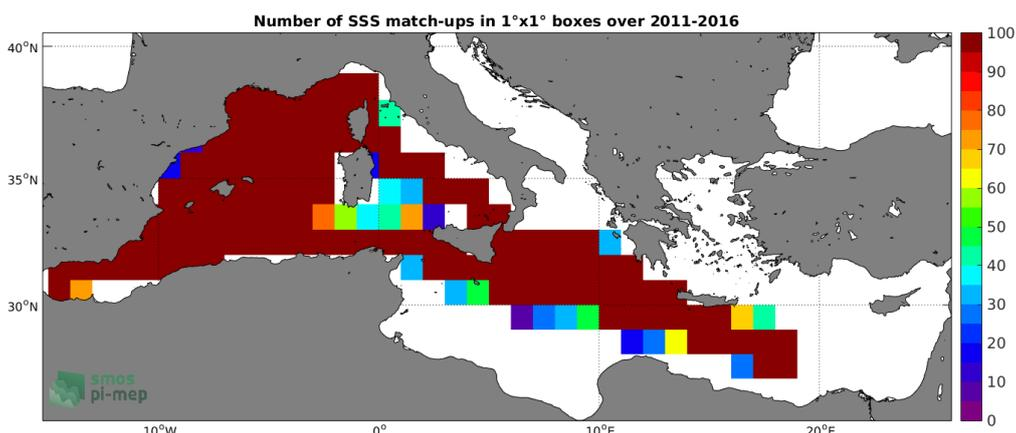 Number of SSS match-ups in 1°x1° boxes over 2011-2016
40°N
35°N
30°N
10°W
0°
10°E
20°E
100
90
80
70
60
50
40
30
20
10
0
smos
pi-mep